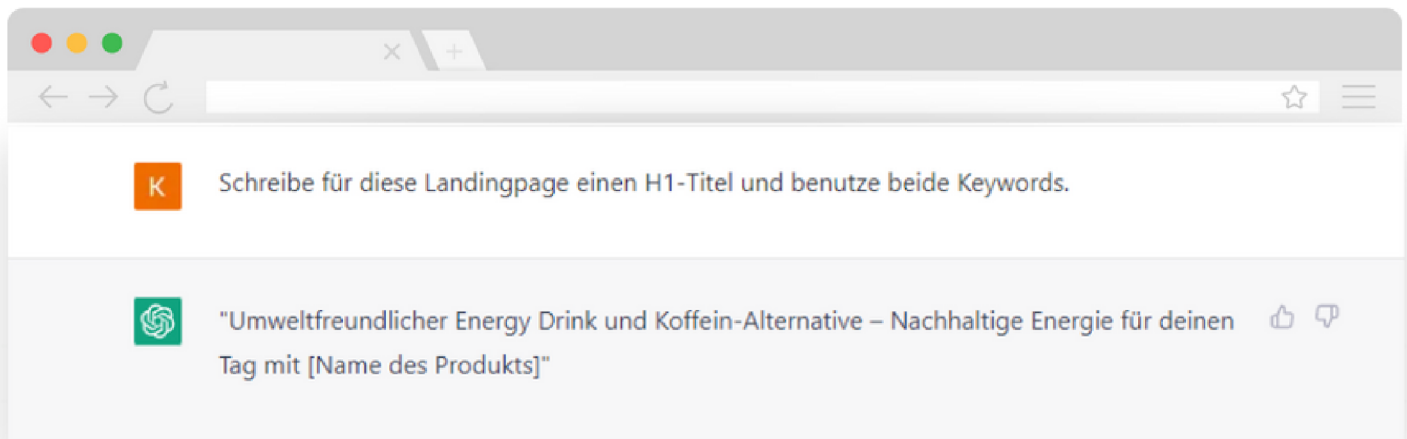 K
Schreibe für diese Landingpage einen H1-Titel und benutze beide Keywords.
"Umweltfreundlicher Energy Drink und Koffein-Alternative – Nachhaltige Energie für deinen
Tag mit [Name des Produkts]"